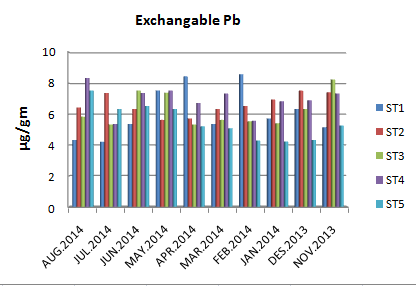 Exchangable Pb
µg/gm
10
8
6
4
2
0
AUG.2014
JUL.2014
JUN.2014
MAY.2014
APR.2014
MAR.2014
FEB.2014
JAN.2014
DES.2013
NOV.2013
ST1
ST2
ST3
ST4
ST5